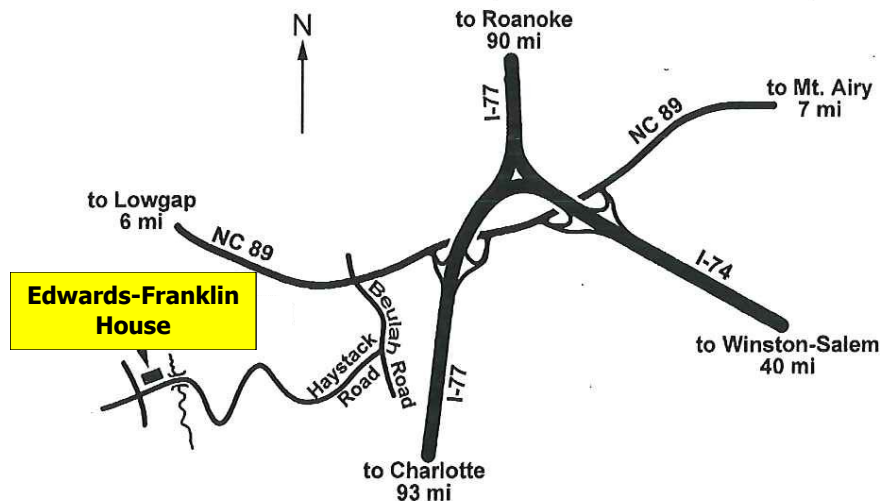 N
to Roanoke
90 mi
I-77
NC 89
to Mt. Airy
7 mi
to Lowgap
6 mi
NC 89
I-74
Edwards-Franklin
House
Beulah Road
Haystack
Road
I-77
to Winston-Salem
40 mi
to Charlotte
93 mi